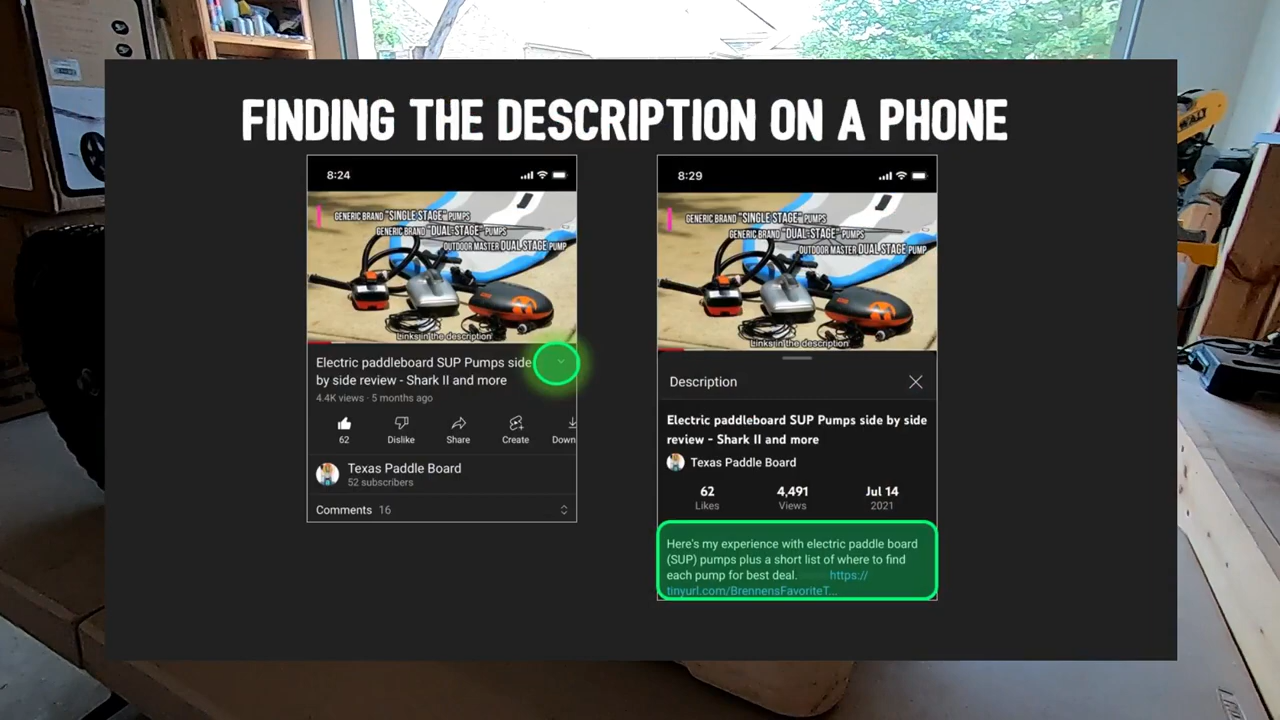 FINDING THE DESCRIPTION ON A PHONE
8:24
GENERIC BRAND "SINGLE STAGE" PUMPS
GENERIC BRAND "DUAL-STAGE" PUMPS
OUTDOOR MASTER DUAL STAGE PUMP
Links in the description
Electric paddleboard SUP Pumps side
by side review - Shark II and more
4.4K views · 5 months ago
62
Dislike
Share
Create
Down
Texas Paddle Board
52 subscribers
Comments 16
8:29
GENERIC BRAND "SINGLE STAGE" PUMPS
GENERIC BRAND "DUAL-STAGE" PUMPS
OUTDOOR MASTER DUAL STAGE PUMP
Links in the description
Description
Electric paddleboard SUP Pumps side by side
review - Shark II and more
Texas Paddle Board
62 4,491 Jul 14
Likes Views 2021
Here's my experience with electric paddle board
(SUP) pumps plus a short list of where to find
each pump for best deal. https://
tinyurl.com/BrennensFavoriteT...
DEWALT